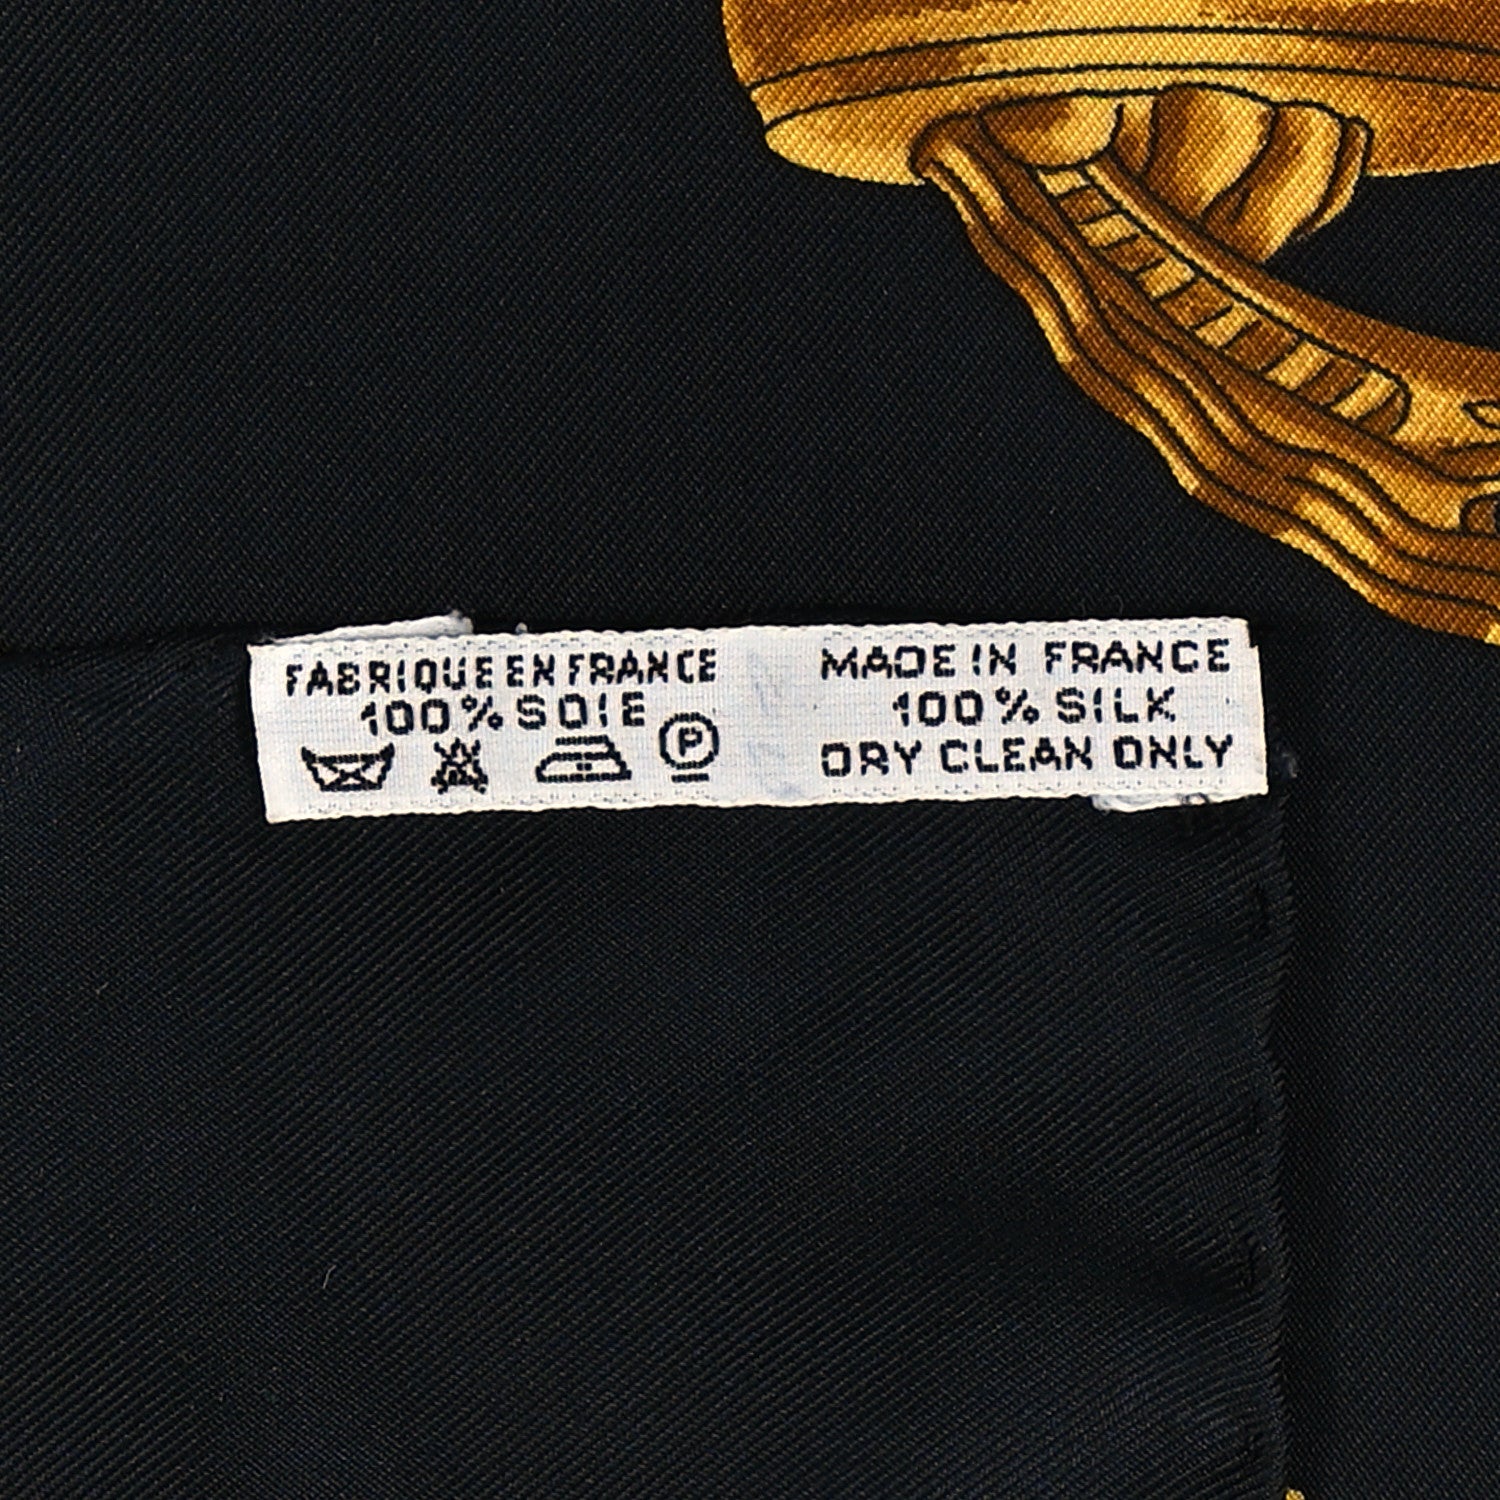 FABRIQUE EN FRANCE
100% SOIE
P
MADE IN FRANCE
100% SILK
DRY CLEAN ONLY